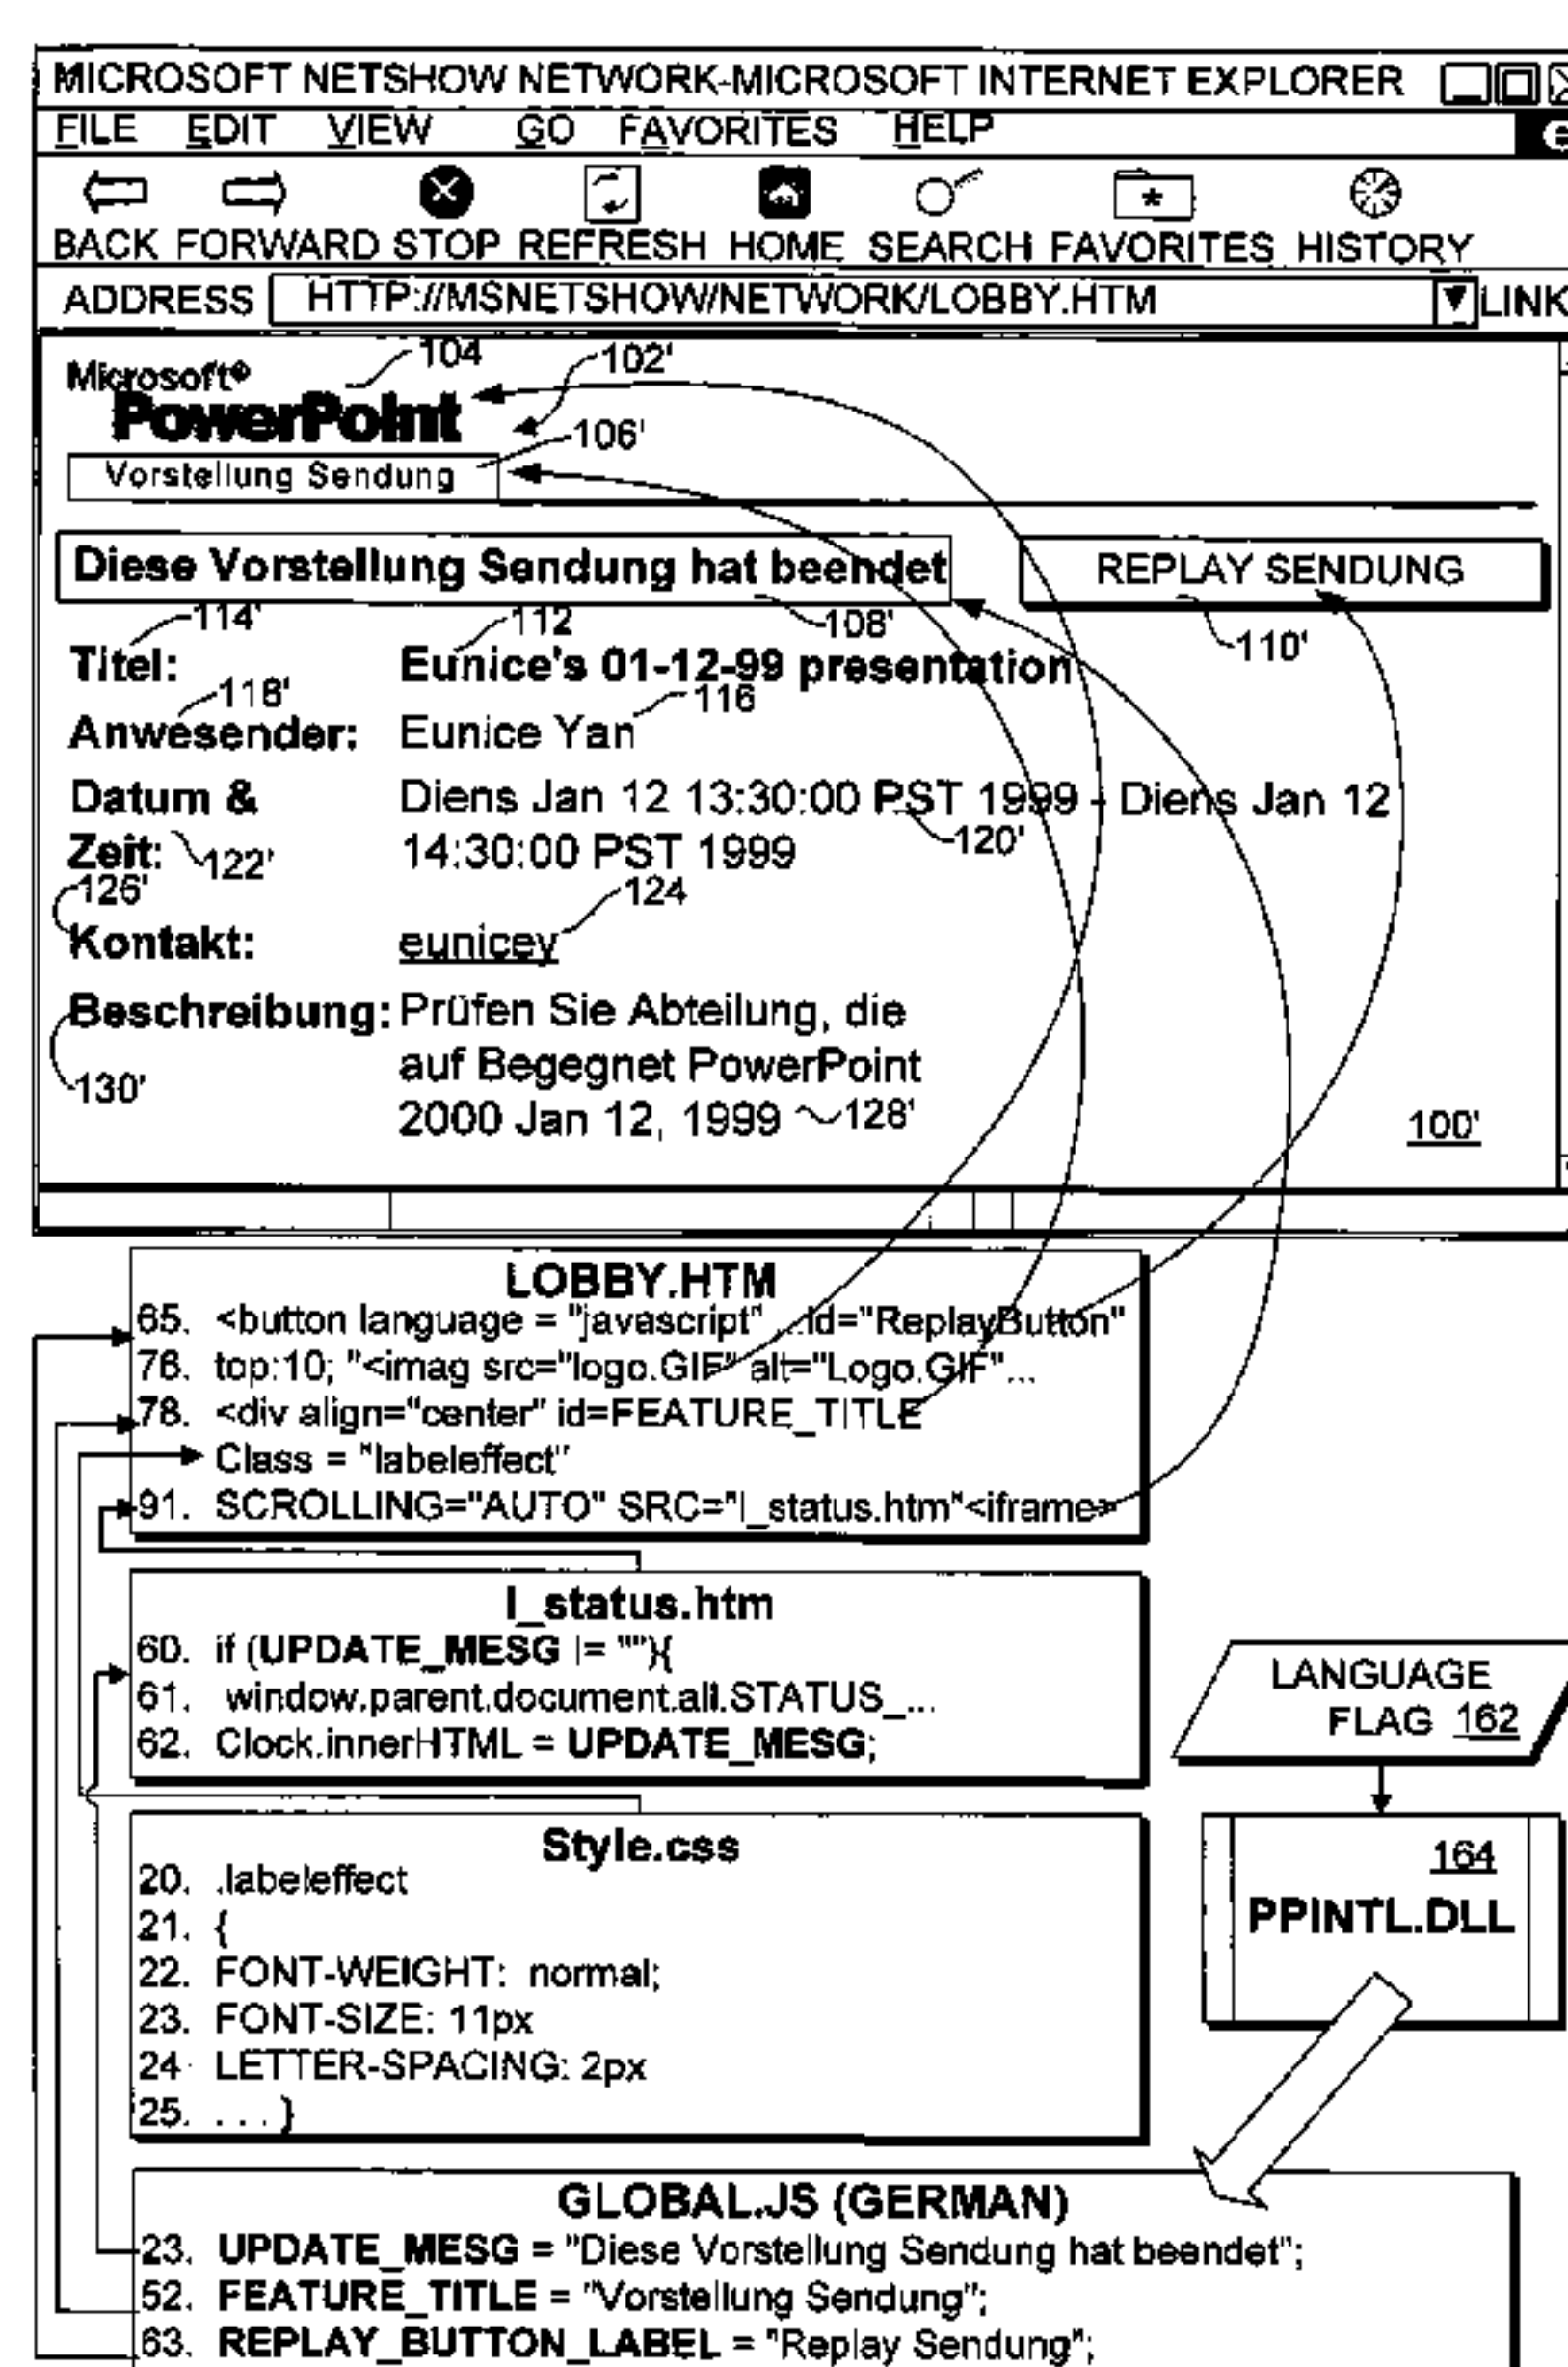 MICROSOFT NETSHOW NETWORK-MICROSOFT INTERNET EXPLORER
FILE EDIT VIEW GO FAVORITES HELP
BACK FORWARD STOP REFRESH HOME SEARCH FAVORITES HISTORY
ADDRESS HTTP://MSNETSHOW/NETWORK/LOBBY.HTM LINK
104 102'
Microsoft®
PowerPoint
106'
Vorstellung Sendung
Diese Vorstellung Sendung hat beendet REPLAY SENDUNG
114' 112 108' 110'
Titel: Eunice's 01-12-99 presentation
118' 116
Anwesender: Eunice Yan
Datum & Diens Jan 12 13:30:00 PST 1999 - Diens Jan 12
Zeit: 122' 14:30:00 PST 1999 120'
126' 124
Kontakt: eunicey
Beschreibung: Prüfen Sie Abteilung, die
auf Begegnet PowerPoint
130'
2000 Jan 12, 1999 128' 100'
LOBBY.HTM
65. <button language = "javascript" ...Id="ReplayButton"
76. top:10; "<imag src="logo.GIF" alt="Logo.GIF"...
78. <div align="center" id=FEATURE_TITLE
Class = "labeleffect"
91. SCROLLING="AUTO" SRC="l_status.htm"<iframe>
l_status.htm
60. if (UPDATE_MESG != ""){
61. window.parent.document.all.STATUS_...
62. Clock.innerHTML = UPDATE_MESG;
LANGUAGE
FLAG 162
Style.css
20. .labeleffect
21. {
22. FONT-WEIGHT: normal;
23. FONT-SIZE: 11px
24. LETTER-SPACING: 2px
25. . . . }
164
PPINTL.DLL
GLOBAL.JS (GERMAN)
23. UPDATE_MESG = "Diese Vorstellung Sendung hat beendet";
52. FEATURE_TITLE = "Vorstellung Sendung";
63. REPLAY_BUTTON_LABEL = "Replay Sendung";